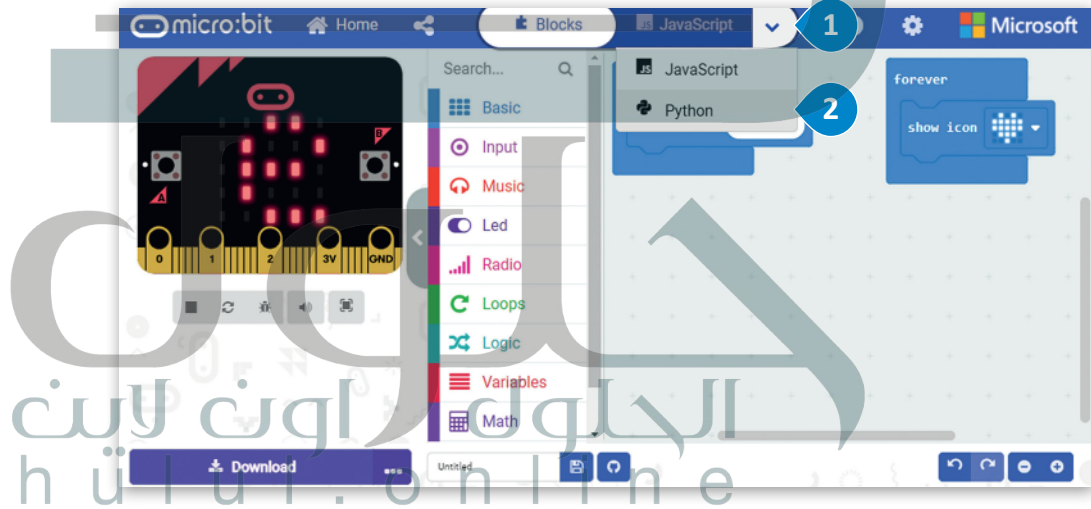 micro:bit Home Blocks JavaScript 1 Microsoft
Search...
JavaScript
Python 2
Basic
Input
Music
Led
Radio
Loops
Logic
Variables
Math
forever
show icon
A
B
0 1 2 3V GND
Download
Untitled
حلول
الحلول اون لاين
hulul.online